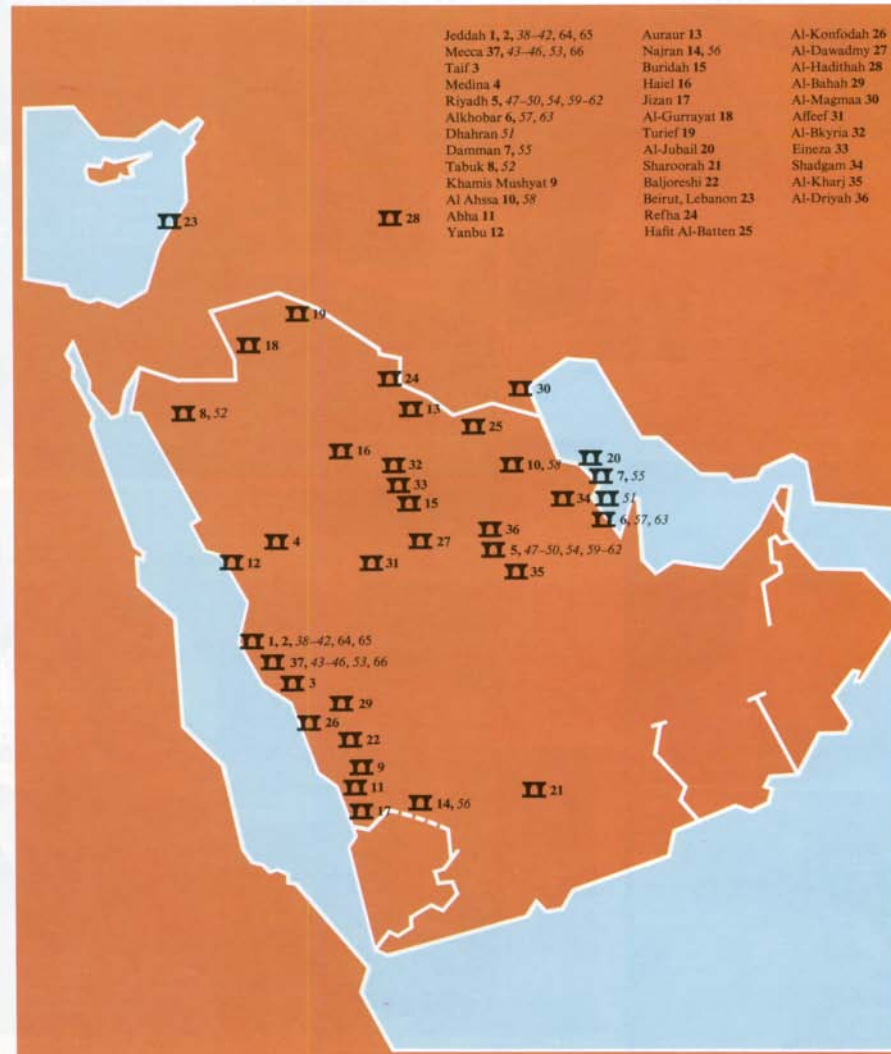 Jeddah 1, 2, 38–42, 64, 65
Mecca 37, 43–46, 53, 66
Taif 3
Medina 4
Riyadh 5, 47–50, 54, 59–62
Alkhobar 6, 57, 63
Dhahran 51
Damman 7, 55
Tabuk 8, 52
Khamis Mushyat 9
Al Ahssa 10, 58
Abha 11
Yanbu 12
Auraur 13
Najran 14, 56
Buridah 15
Haiel 16
Jizan 17
Al-Gurrayat 18
Turief 19
Al-Jubail 20
Sharoorah 21
Baljoreshi 22
Beirut, Lebanon 23
Refha 24
Hafit Al-Batten 25
Al-Konfodah 26
Al-Dawadmy 27
Al-Hadithah 28
Al-Bahah 29
Al-Magmaa 30
Affeef 31
Al-Bkyria 32
Eineza 33
Shadgam 34
Al-Kharj 35
Al-Driyah 36
23
28
19
18
24
30
8, 52
13
25
16
32
10, 58
20
7, 55
33
15
34
51
6, 57, 63
4
27
36
12
31
5, 47–50, 54, 59–62
35
1, 2, 38–42, 64, 65
37, 43–46, 53, 66
3
29
26
22
9
11
21
17
14, 56